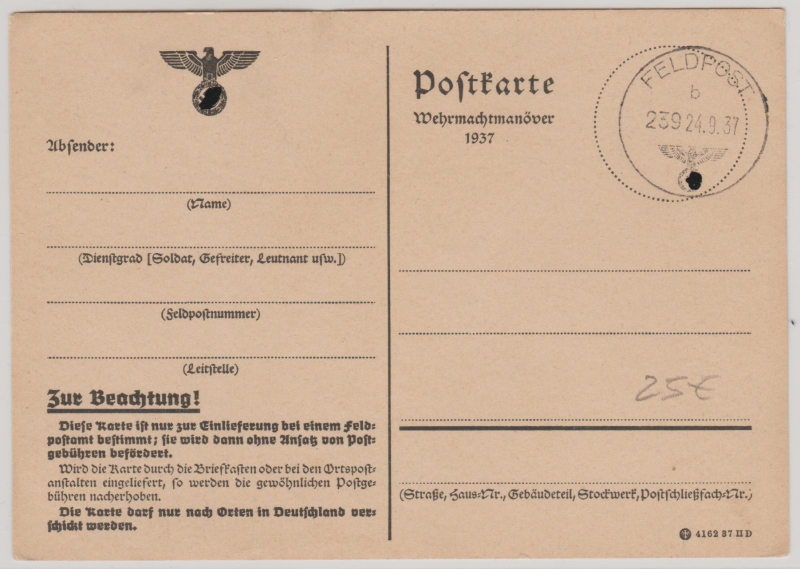 Absender:
(Name)
(Dienstgrad [Soldat, Gefreiter, Leutnant usw.])
(Feldpostnummer)
(Leitstelle)
Zur Beachtung!
Diese Karte ist nur zur Einlieferung bei einem Feld-
postamt bestimmt; sie wird dann ohne Ansatz von Post-
gebühren befördert.
Wird die Karte durch die Briefkasten oder bei den Ortspost-
anstalten eingeliefert, so werden die gewöhnlichen Postge-
bühren nacherhoben.
Die Karte darf nur nach Orten in Deutschland ver-
schickt werden.
Postkarte
Wehrmachtmanöver
1937
FELDPOST
b
239 24.9.37
25€
(Straße, Haus-Nr., Gebäudeteil, Stockwerk, Postschließfach-Nr.)
4162 37 II D